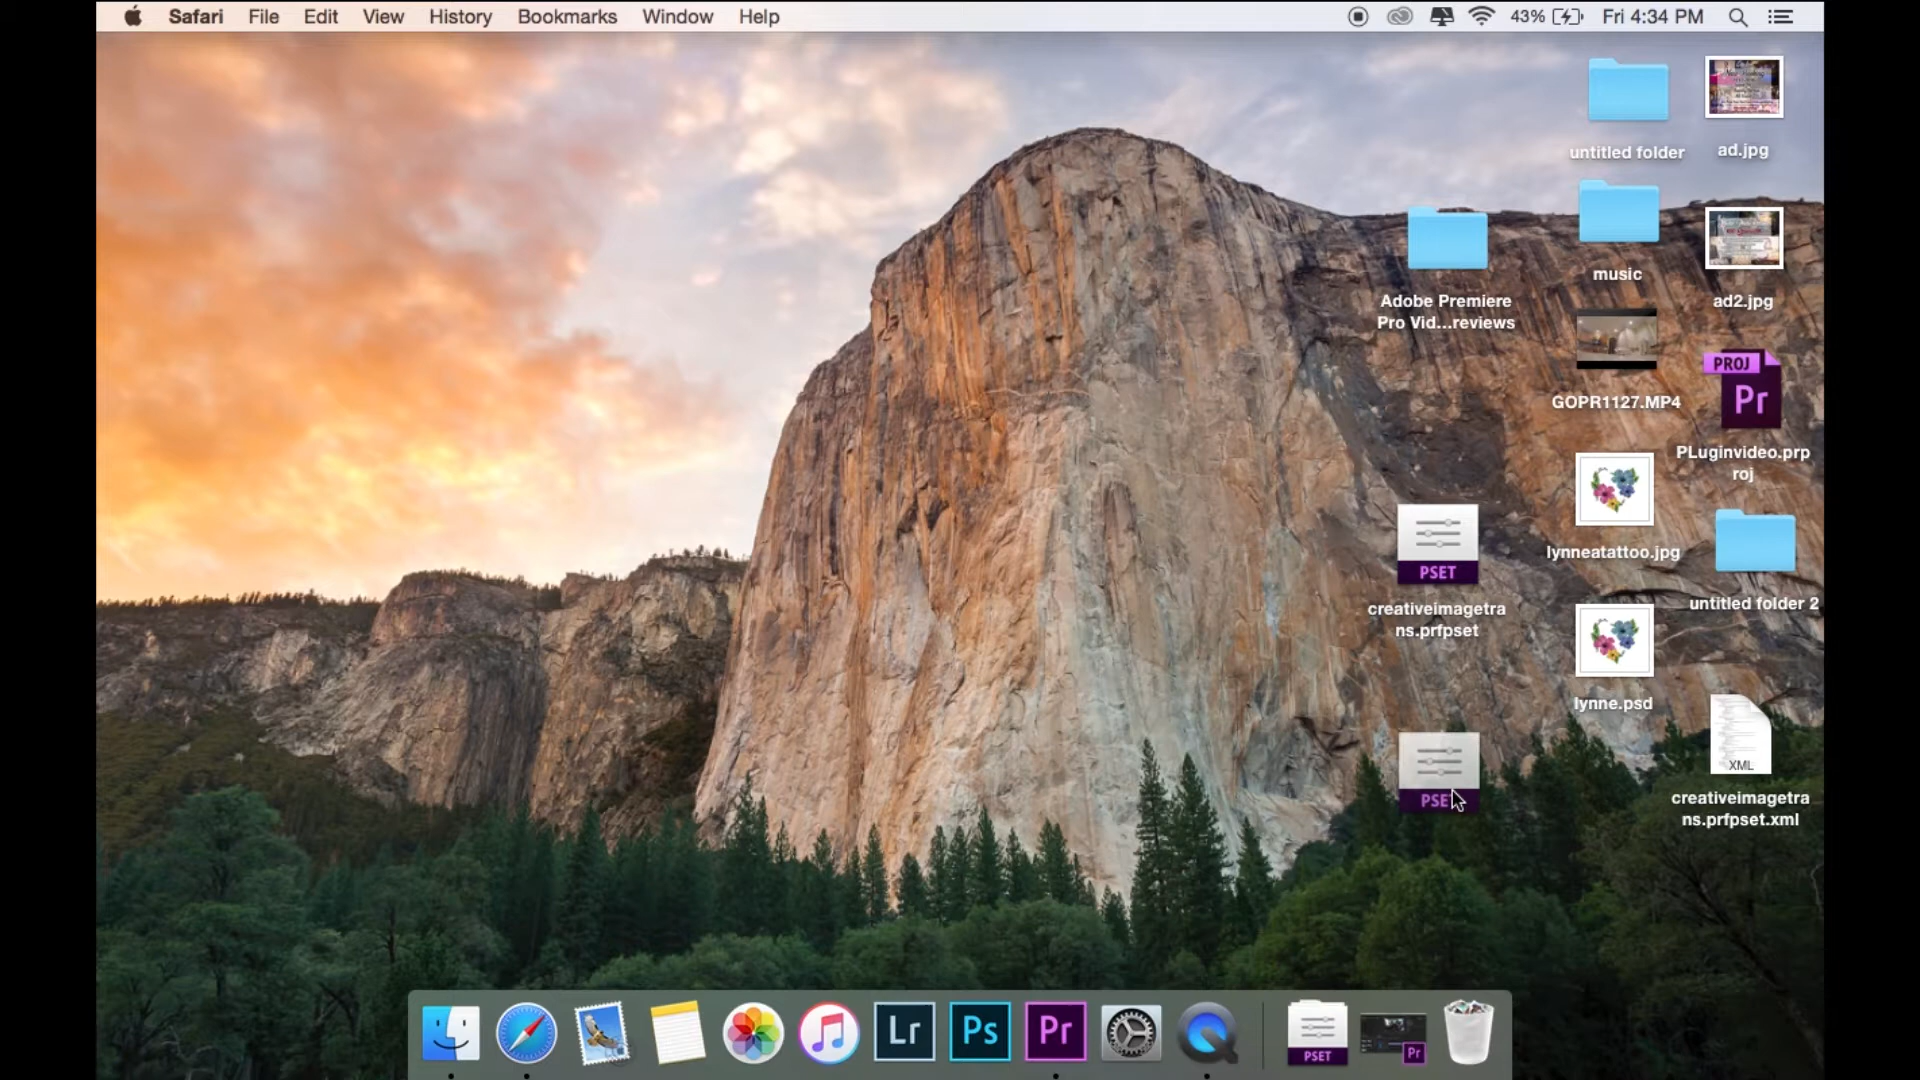 Safari File Edit View History Bookmarks Window Help
43% Fri 4:34 PM
untitled folder
ad.jpg
music
Adobe Premiere
Pro Vid...reviews
ad2.jpg
GOPR1127.MP4
PROJ
Pr
PLuginvideo.prp
roj
PSET
creativeimagetra
ns.prfpset
lynneatattoo.jpg
untitled folder 2
lynne.psd
PSET
XML
creativeimagetra
ns.prfpset.xml
Lr
Ps
Pr
PSET
Pr